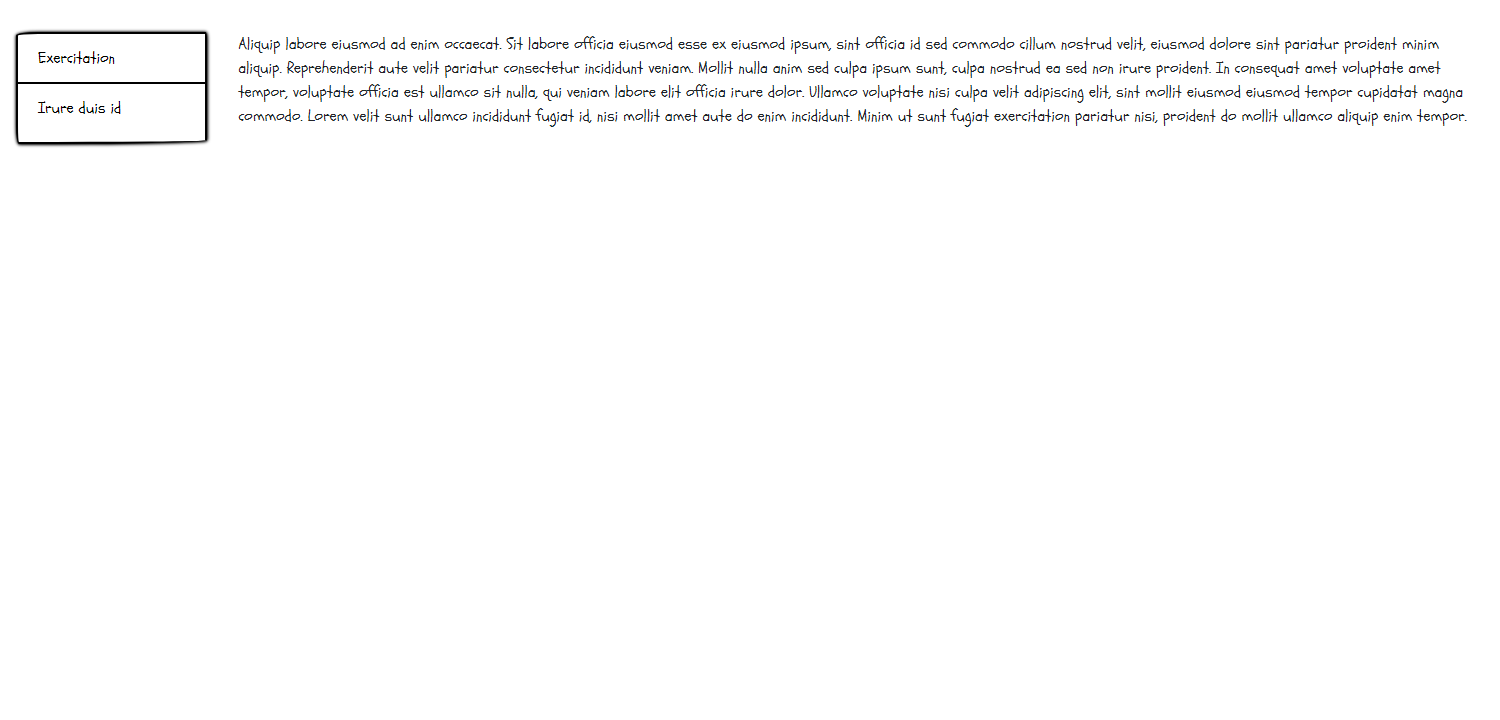 Exercitation
Irure duis id
Aliquip labore eiusmod ad enim occaecat. Sit labore officia eiusmod esse ex eiusmod ipsum, sint officia id sed commodo cillum nostrud velit, eiusmod dolore sint pariatur proident minim
aliquip. Reprehenderit aute velit pariatur consectetur incididunt veniam. Mollit nulla anim sed culpa ipsum sunt, culpa nostrud ea sed non irure proident. In consequat amet voluptate amet
tempor, voluptate officia est ullamco sit nulla, qui veniam labore elit officia irure dolor. Ullamco voluptate nisi culpa velit adipiscing elit, sint mollit eiusmod eiusmod tempor cupidatat magna
commodo. Lorem velit sunt ullamco incididunt fugiat id, nisi mollit amet aute do enim incididunt. Minim ut sunt fugiat exercitation pariatur nisi, proident do mollit ullamco aliquip enim tempor.